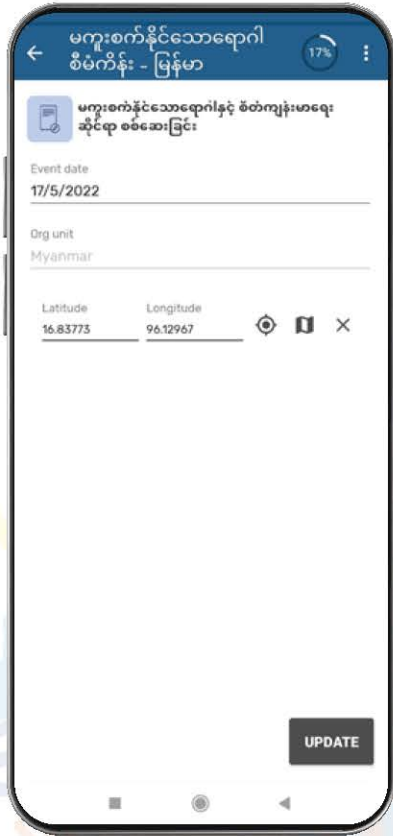 မကူးစက်နိုင်သောရောဂါ
စီမံကိန်း - မြန်မာ
17%
မကူးစက်နိုင်သောရောဂါနှင့် စိတ်ကျန်းမာရေး
ဆိုင်ရာ စစ်ဆေးခြင်း
Event date
17/5/2022
Org unit
Myanmar
Latitude Longitude
16.83773 96.12967
UPDATE